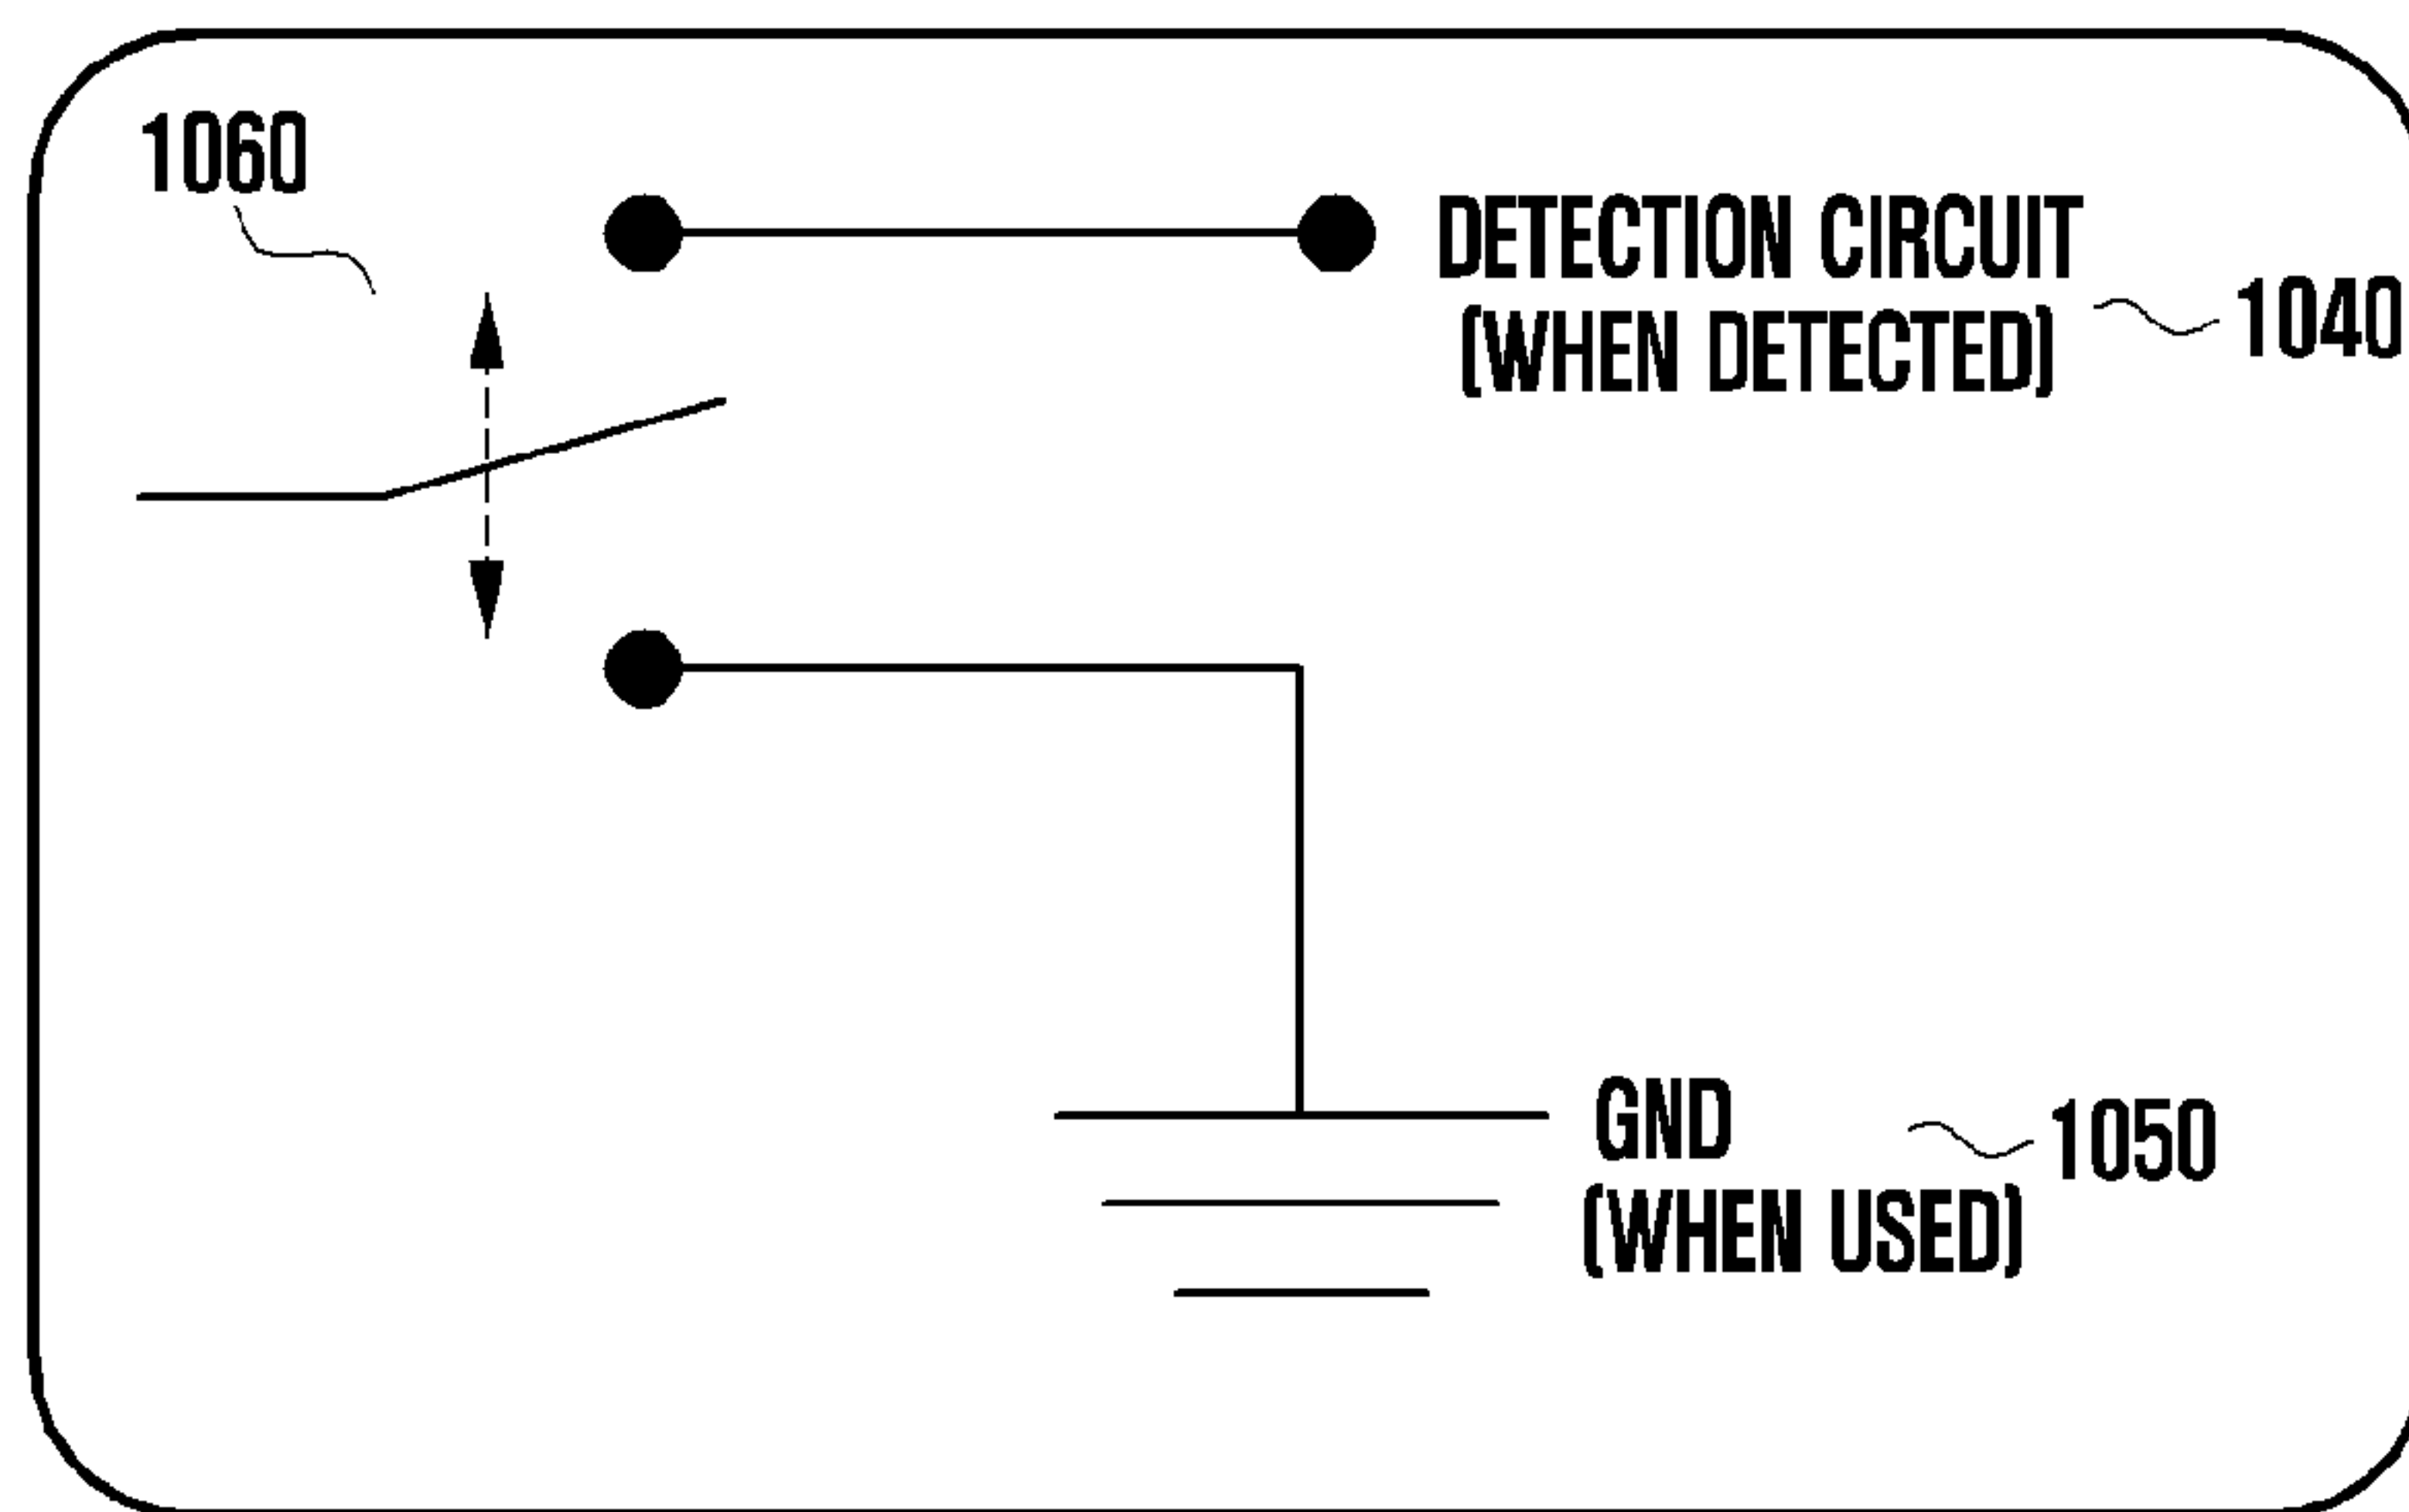 1060
DETECTION CIRCUIT
(WHEN DETECTED)
1040
GND
(WHEN USED)
1050